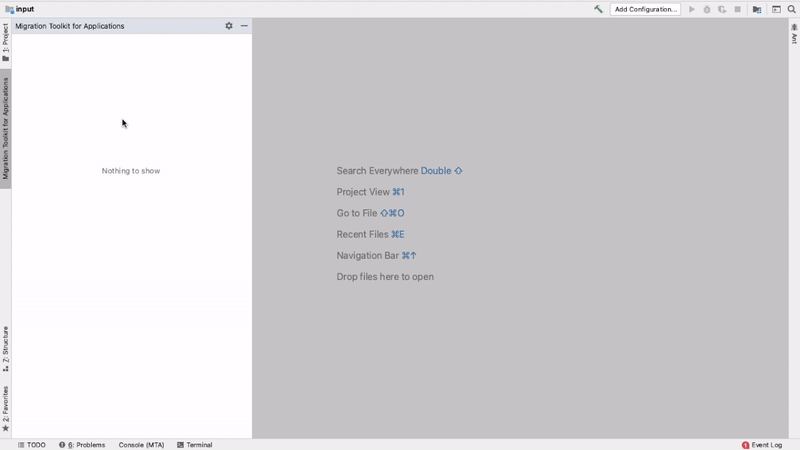 input
Add Configuration...
1: Project
Migration Toolkit for Applications
Migration Toolkit for Applications
Nothing to show
Search Everywhere Double ⇧
Project View ⌘1
Go to File ⇧⌘O
Recent Files ⌘E
Navigation Bar ⌘↑
Drop files here to open
Ant
7: Structure
2: Favorites
TODO
6: Problems
Console (MTA)
Terminal
1 Event Log